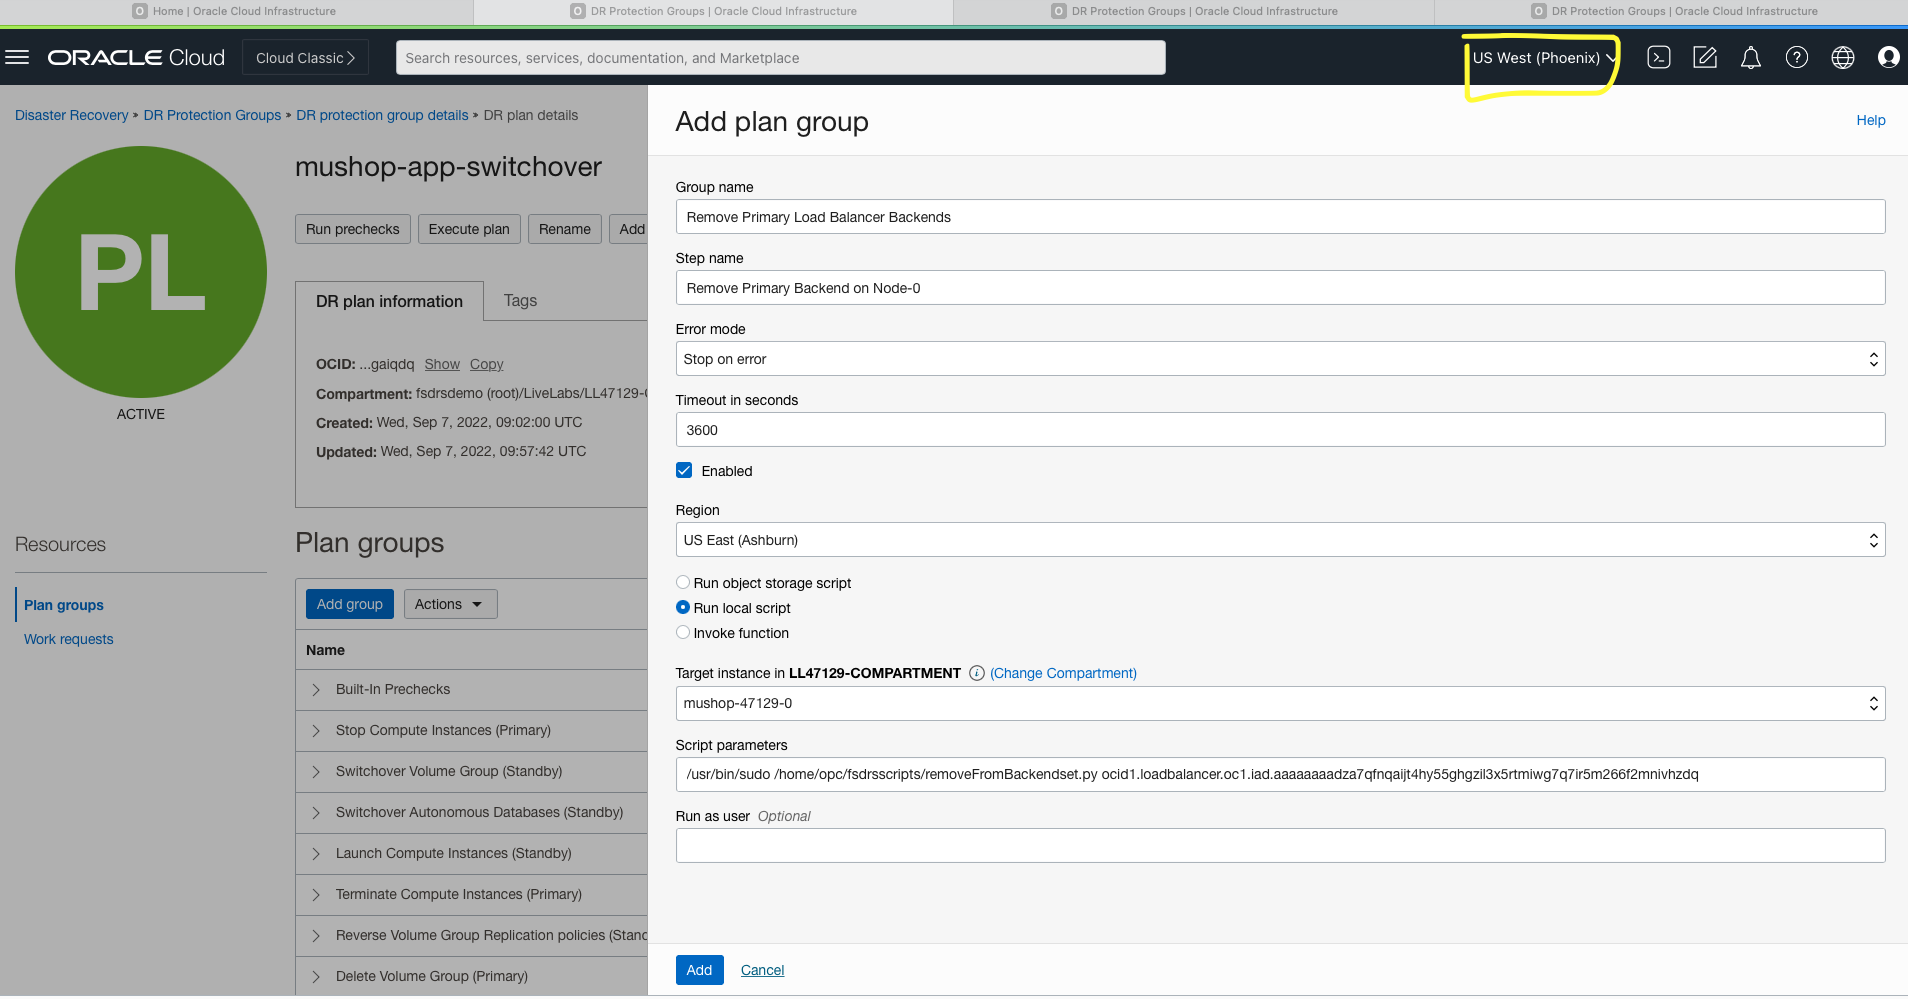 Home | Oracle Cloud Infrastructure
DR Protection Groups | Oracle Cloud Infrastructure
DR Protection Groups | Oracle Cloud Infrastructure
DR Protection Groups | Oracle Cloud Infrastructure
ORACLE Cloud
Cloud Classic
Search resources, services, documentation, and Marketplace
US West (Phoenix)
Disaster Recovery » DR Protection Groups » DR protection group details » DR plan details
PL
ACTIVE
mushop-app-switchover
Run prechecks
Execute plan
Rename
Add
DR plan information
Tags
OCID: ...gaiqdq Show Copy
Compartment: fsdrsdemo (root)/LiveLabs/LL47129-
Created: Wed, Sep 7, 2022, 09:02:00 UTC
Updated: Wed, Sep 7, 2022, 09:57:42 UTC
Resources
Plan groups
Work requests
Plan groups
Add group
Actions
Name
Built-In Prechecks
Stop Compute Instances (Primary)
Switchover Volume Group (Standby)
Switchover Autonomous Databases (Standby)
Launch Compute Instances (Standby)
Terminate Compute Instances (Primary)
Reverse Volume Group Replication policies (Stand
Delete Volume Group (Primary)
Add plan group
Help
Group name
Remove Primary Load Balancer Backends
Step name
Remove Primary Backend on Node-0
Error mode
Stop on error
Timeout in seconds
3600
Enabled
Region
US East (Ashburn)
Run object storage script
Run local script
Invoke function
Target instance in LL47129-COMPARTMENT i (Change Compartment)
mushop-47129-0
Script parameters
/usr/bin/sudo /home/opc/fsdrsscripts/removeFromBackendset.py ocid1.loadbalancer.oc1.iad.aaaaaaaadza7qfnqaijt4hy55ghgzil3x5rtmiwg7q7ir5m266f2mnivhzdq
Run as user Optional
Add
Cancel